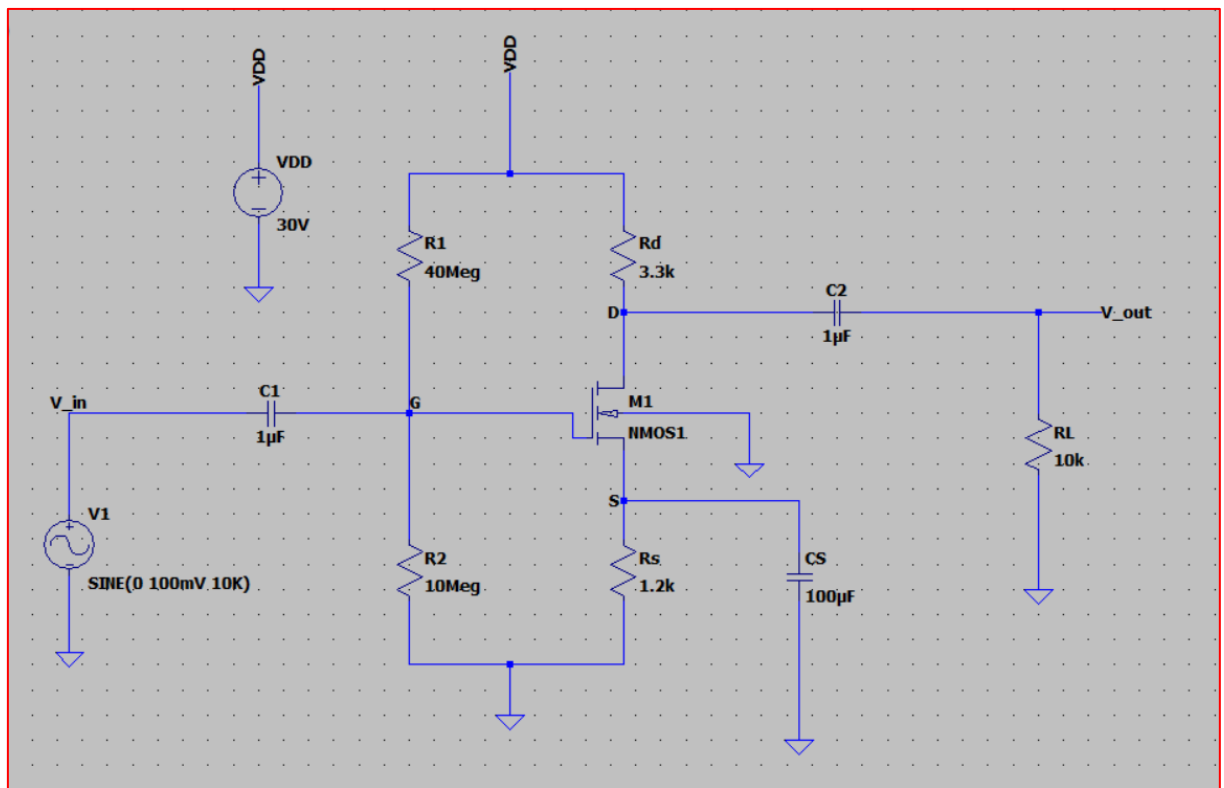 VDD
VDD
VDD
30V
R1
40Meg
Rd
3.3k
C2
1µF
D
V_out
V_in
C1
1µF
G
M1
NMOS1
RL
10k
S
V1
SINE(0 100mV 10K)
R2
10Meg
Rs
1.2k
CS
100µF